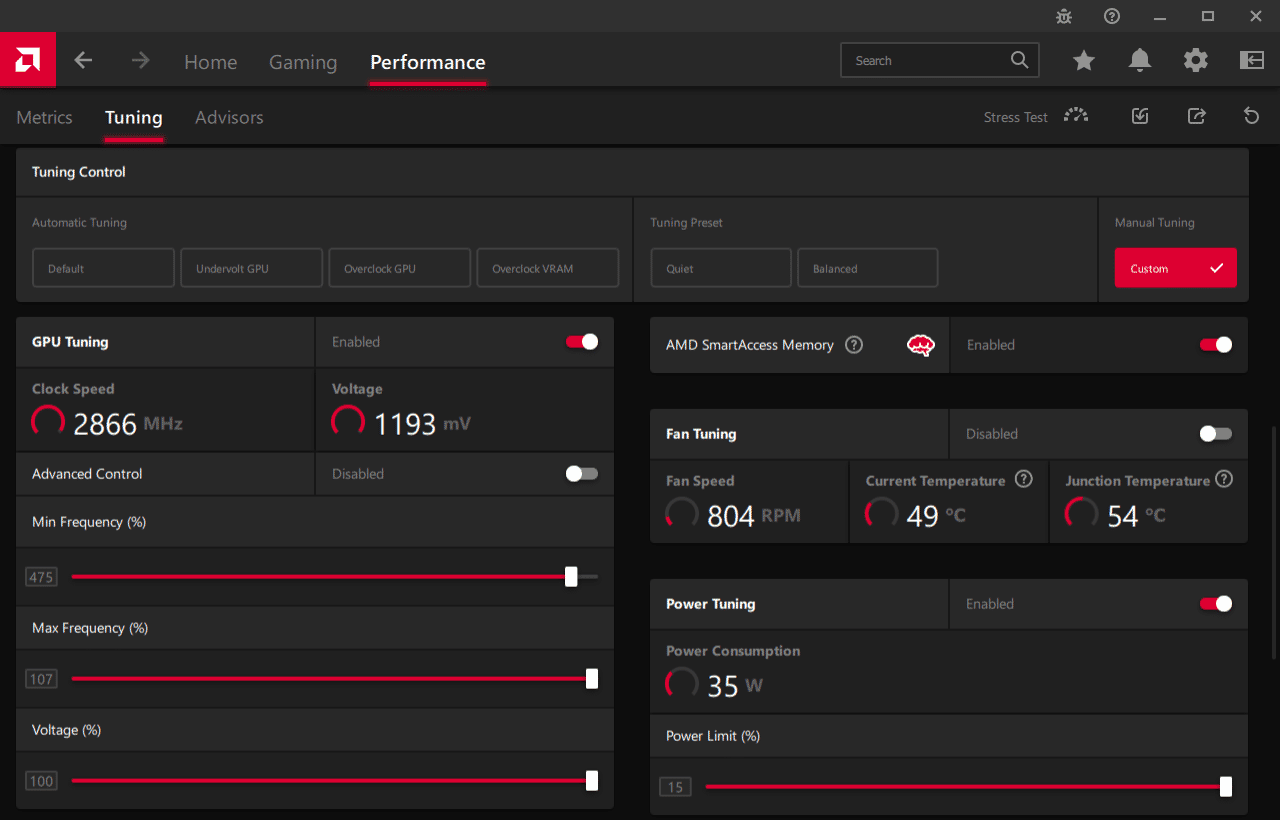 Home Gaming Performance Search
Metrics Tuning Advisors Stress Test
Tuning Control
Automatic Tuning
Default Undervolt GPU Overclock GPU Overclock VRAM
Tuning Preset
Quiet Balanced
Manual Tuning
Custom
GPU Tuning Enabled
Clock Speed
2866 MHz
Voltage
1193 mV
Advanced Control Disabled
Min Frequency (%)
475
Max Frequency (%)
107
Voltage (%)
100
AMD SmartAccess Memory Enabled
Fan Tuning Disabled
Fan Speed
804 RPM
Current Temperature
49 °C
Junction Temperature
54 °C
Power Tuning Enabled
Power Consumption
35 W
Power Limit (%)
15